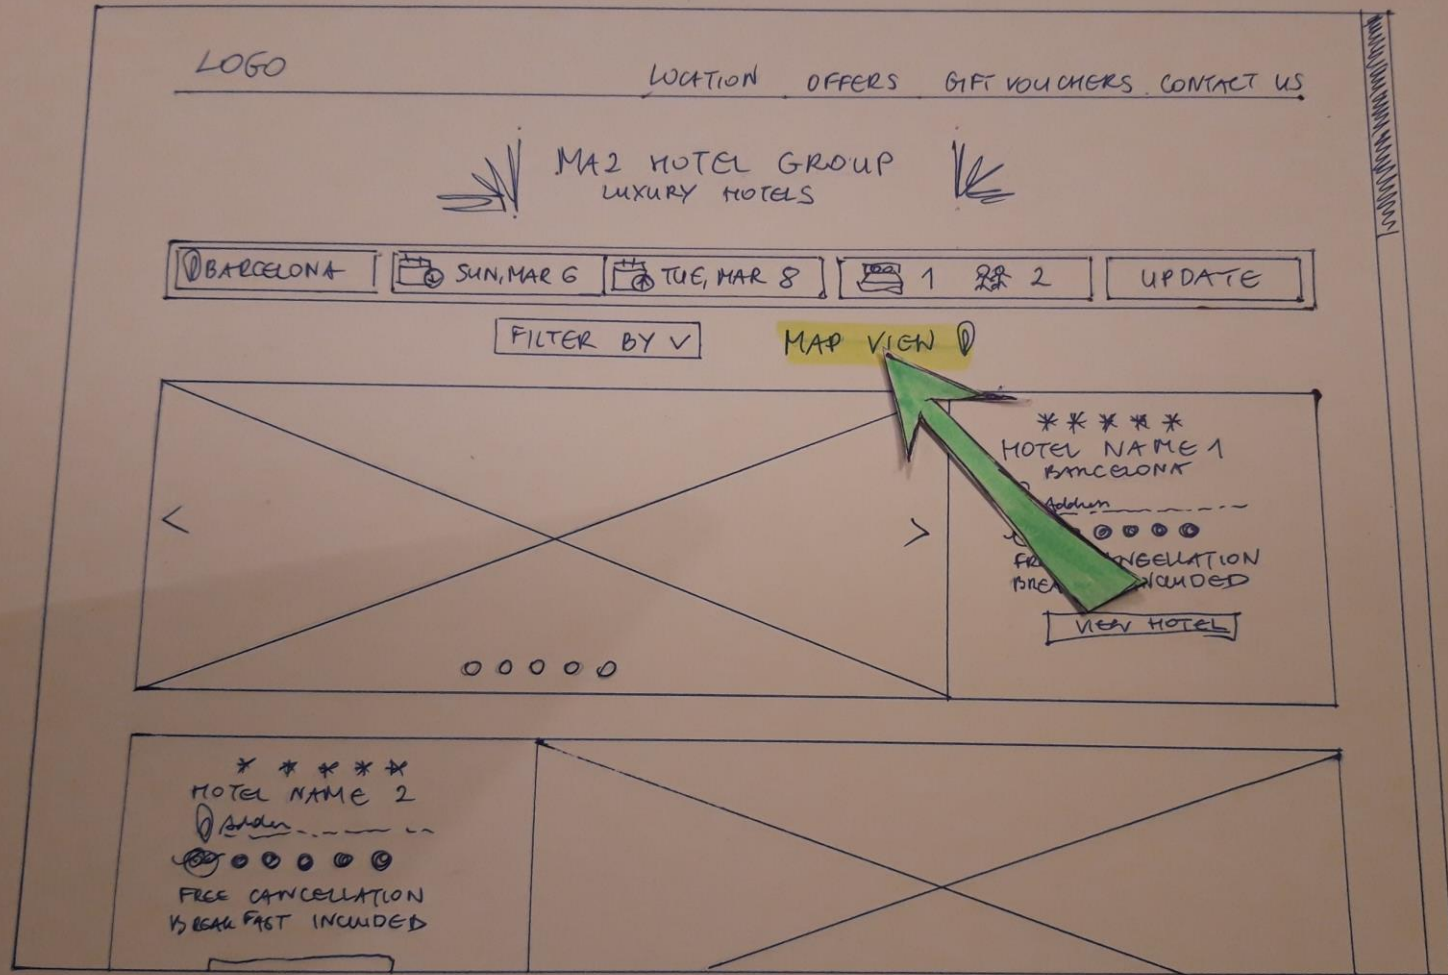 LOGO
LOCATION OFFERS GIFT VOUCHERS CONTACT US
MA2 HOTEL GROUP
LUXURY HOTELS
BARCELONA SUN, MAR 6 TUE, MAR 8 1 2 UPDATE
FILTER BY MAP VIEW
HOTEL NAME 1
BARCELONA
Address
VIEW HOTEL
HOTEL NAME 2
FREE CANCELLATION
BREAKFAST INCLUDED